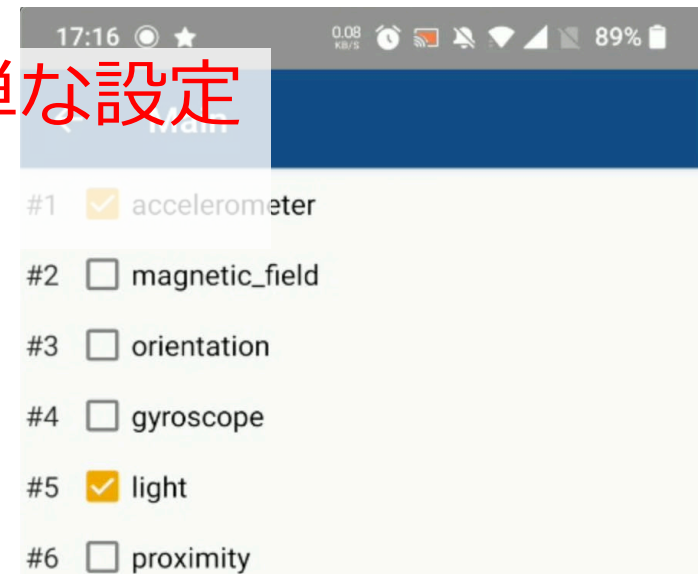 17:16 0.08 KB/S 89%
な設定
Main
#1 accelerometer
#2 magnetic_field
#3 orientation
#4 gyroscope
#5 light
#6 proximity